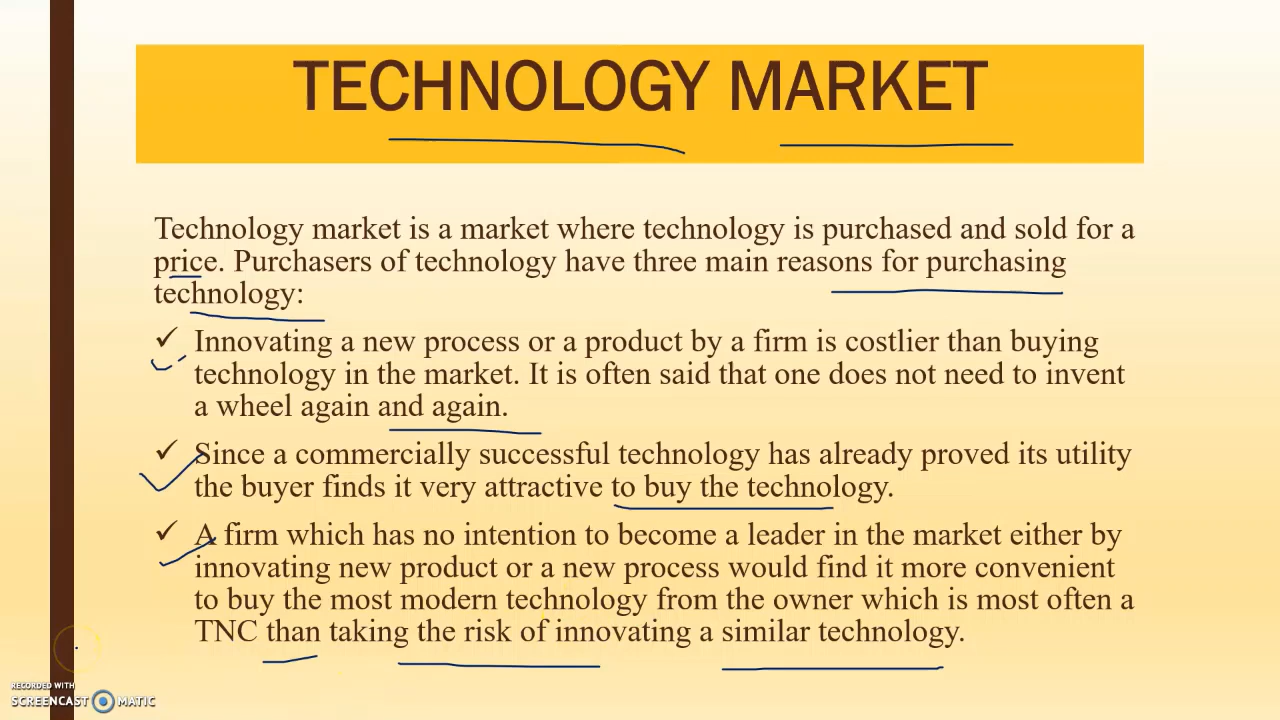 TECHNOLOGY MARKET
Technology market is a market where technology is purchased and sold for a
price. Purchasers of technology have three main reasons for purchasing
technology:
✓ Innovating a new process or a product by a firm is costlier than buying
technology in the market. It is often said that one does not need to invent
a wheel again and again.
✓ Since a commercially successful technology has already proved its utility
the buyer finds it very attractive to buy the technology.
✓ A firm which has no intention to become a leader in the market either by
innovating new product or a new process would find it more convenient
to buy the most modern technology from the owner which is most often a
TNC than taking the risk of innovating a similar technology.
RECORDED WITH
SCREENCAST MATIC